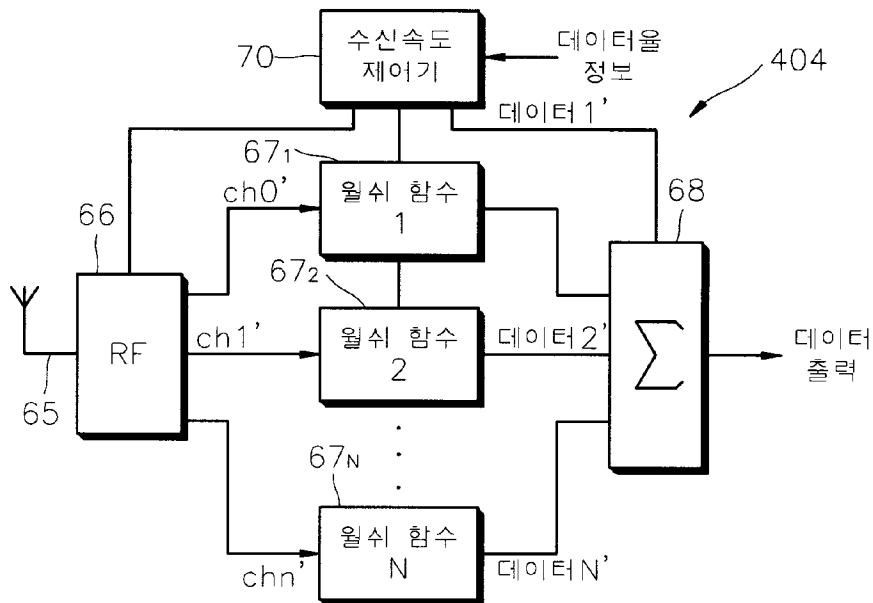 70
수신속도
제어기
데이터율
정보
404
데이터1’
67₁
ch0’
월쉬 함수
1
66
68
67₂
RF
ch1’
월쉬 함수
2
데이터2’
Σ
데이터
출력
65
67N
월쉬 함수
N
chn’
데이터N’